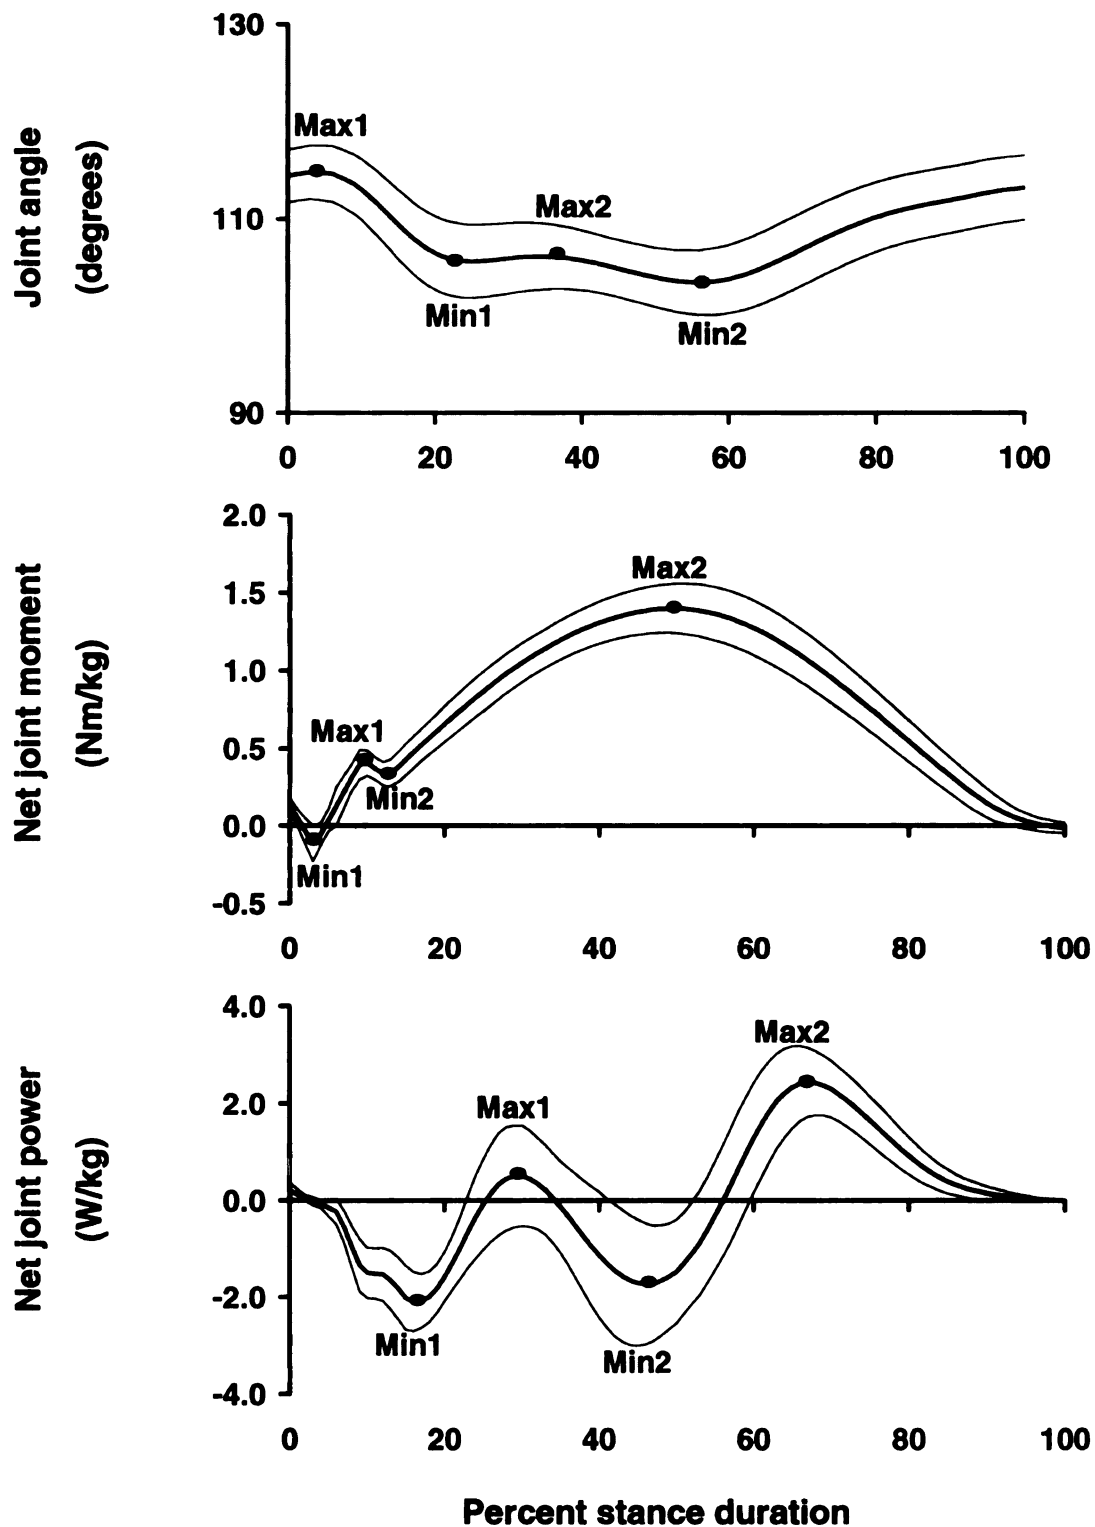 130
Joint angle
(degrees)
Max1
110
Max2
Min1
Min2
90
0 20 40 60 80 100
2.0
Net joint moment
(Nm/kg)
Max2
1.5
1.0
Max1
0.5
Min2
0.0
Min1
-0.5
0 20 40 60 80 100
4.0
Net joint power
(W/kg)
Max2
2.0
Max1
0.0
-2.0
Min1
Min2
-4.0
0 20 40 60 80 100
Percent stance duration